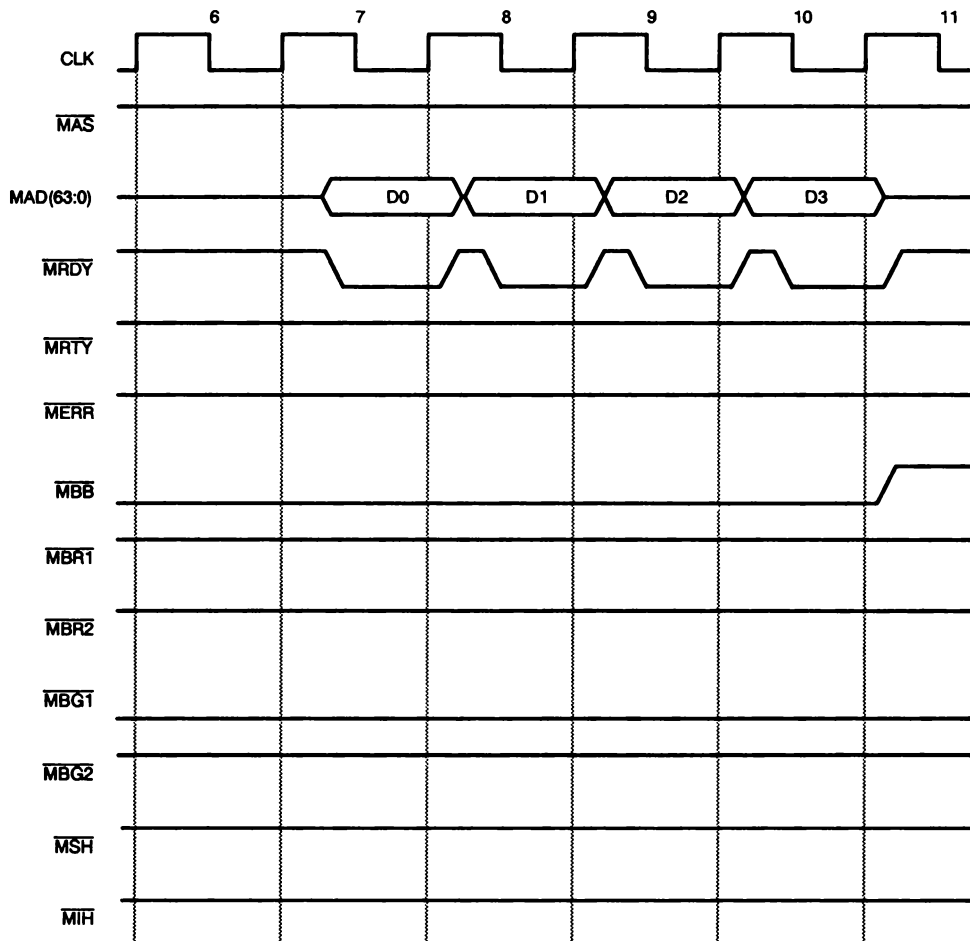 6 7 8 9 10 11
CLK
MAS
MAD(63:0) D0 D1 D2 D3
MRDY
MRTY
MERR
MBB
MBR1
MBR2
MBG1
MBG2
MSH
MIH